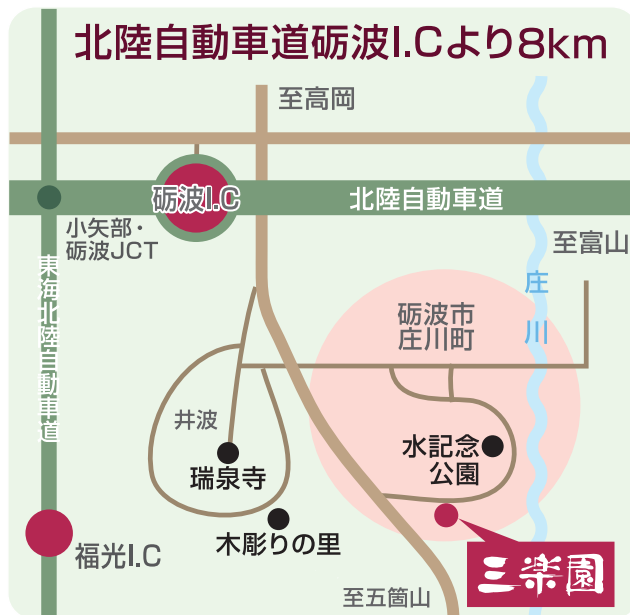 北陸自動車道砺波I.Cより8km
至高岡
砺波I.C
北陸自動車道
小矢部・
砺波JCT
至富山
東海北陸自動車道
庄川
砺波市
庄川町
井波
瑞泉寺
水記念
公園
木彫りの里
福光I.C
三楽園
至五箇山